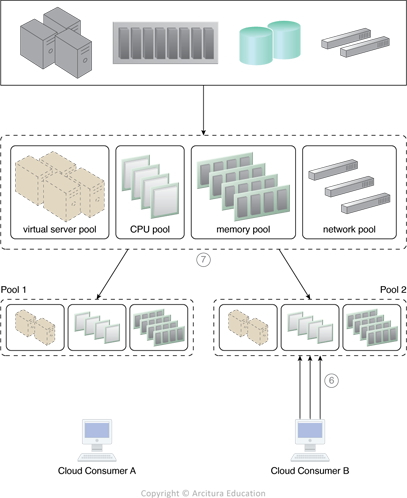 virtual server pool
CPU pool
memory pool
network pool
7
Pool 1
Pool 2
6
Cloud Consumer A
Cloud Consumer B
Copyright © Arcitura Education